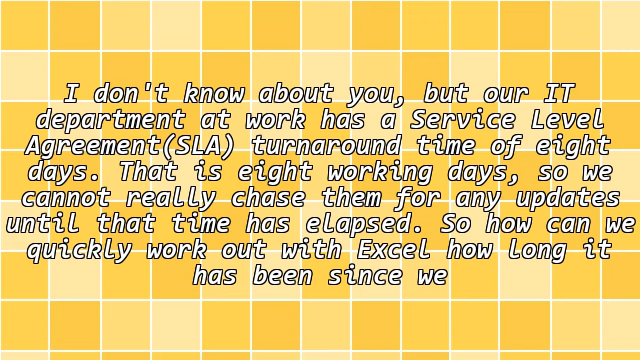 I don't know about you, but our IT
department at work has a Service Level
Agreement(SLA) turnaround time of eight
days. That is eight working days, so we
cannot really chase them for any updates
until that time has elapsed. So how can we
quickly work out with Excel how long it
has been since we